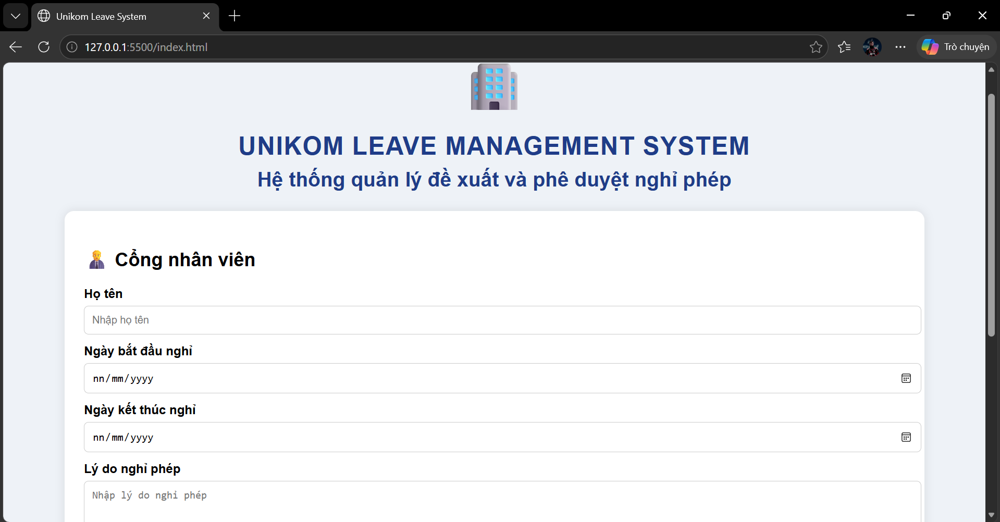 Unikom Leave System
127.0.0.1:5500/index.html
Trò chuyện
UNIKOM LEAVE MANAGEMENT SYSTEM
Hệ thống quản lý đề xuất và phê duyệt nghỉ phép
Cổng nhân viên
Họ tên
Nhập họ tên
Ngày bắt đầu nghỉ
nn/mm/yyyy
Ngày kết thúc nghỉ
nn/mm/yyyy
Lý do nghỉ phép
Nhập lý do nghỉ phép